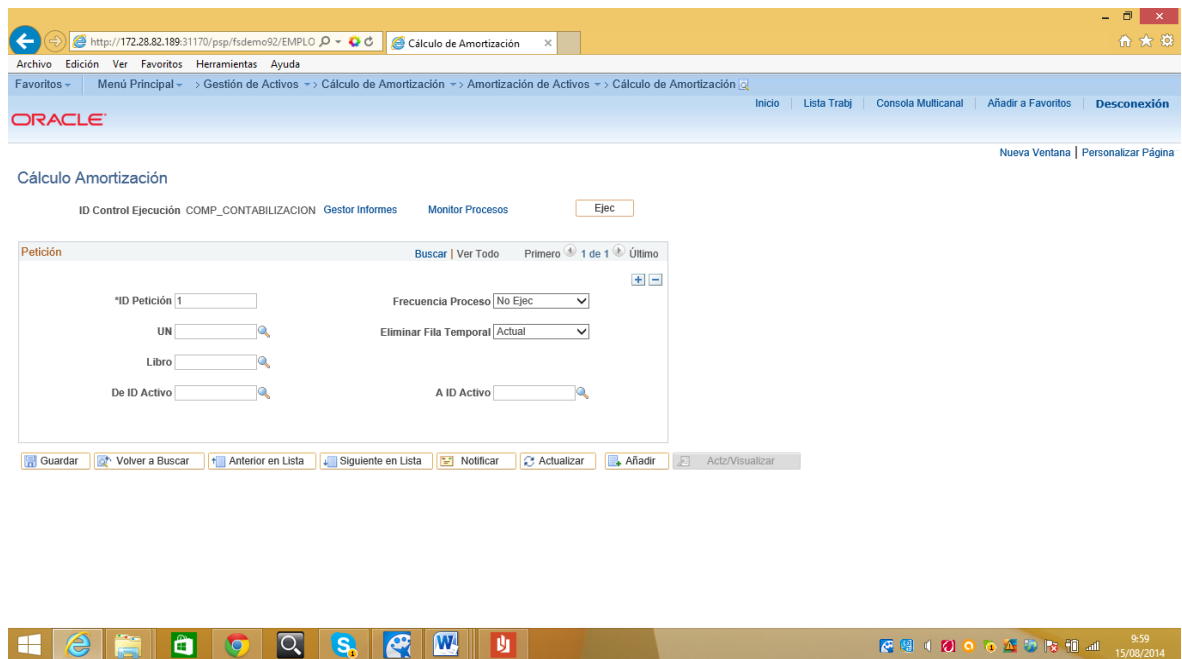 http://172.28.82.189:31170/psp/fsdemo92/EMPLO
Cálculo de Amortización
Archivo Edición Ver Favoritos Herramientas Ayuda
Favoritos Menú Principal > Gestión de Activos > Cálculo de Amortización > Amortización de Activos > Cálculo de Amortización
Inicio Lista Trabj Consola Multicanal Añadir a Favoritos Desconexión
ORACLE
Nueva Ventana | Personalizar Página
Cálculo Amortización
ID Control Ejecución COMP_CONTABILIZACION Gestor Informes Monitor Procesos Ejec
Petición Buscar | Ver Todo Primero 1 de 1 Último
*ID Petición 1 Frecuencia Proceso No Ejec
UN Eliminar Fila Temporal Actual
Libro
De ID Activo A ID Activo
Guardar Volver a Buscar Anterior en Lista Siguiente en Lista Notificar Actualizar Añadir Actz/Visualizar
9:59
15/08/2014